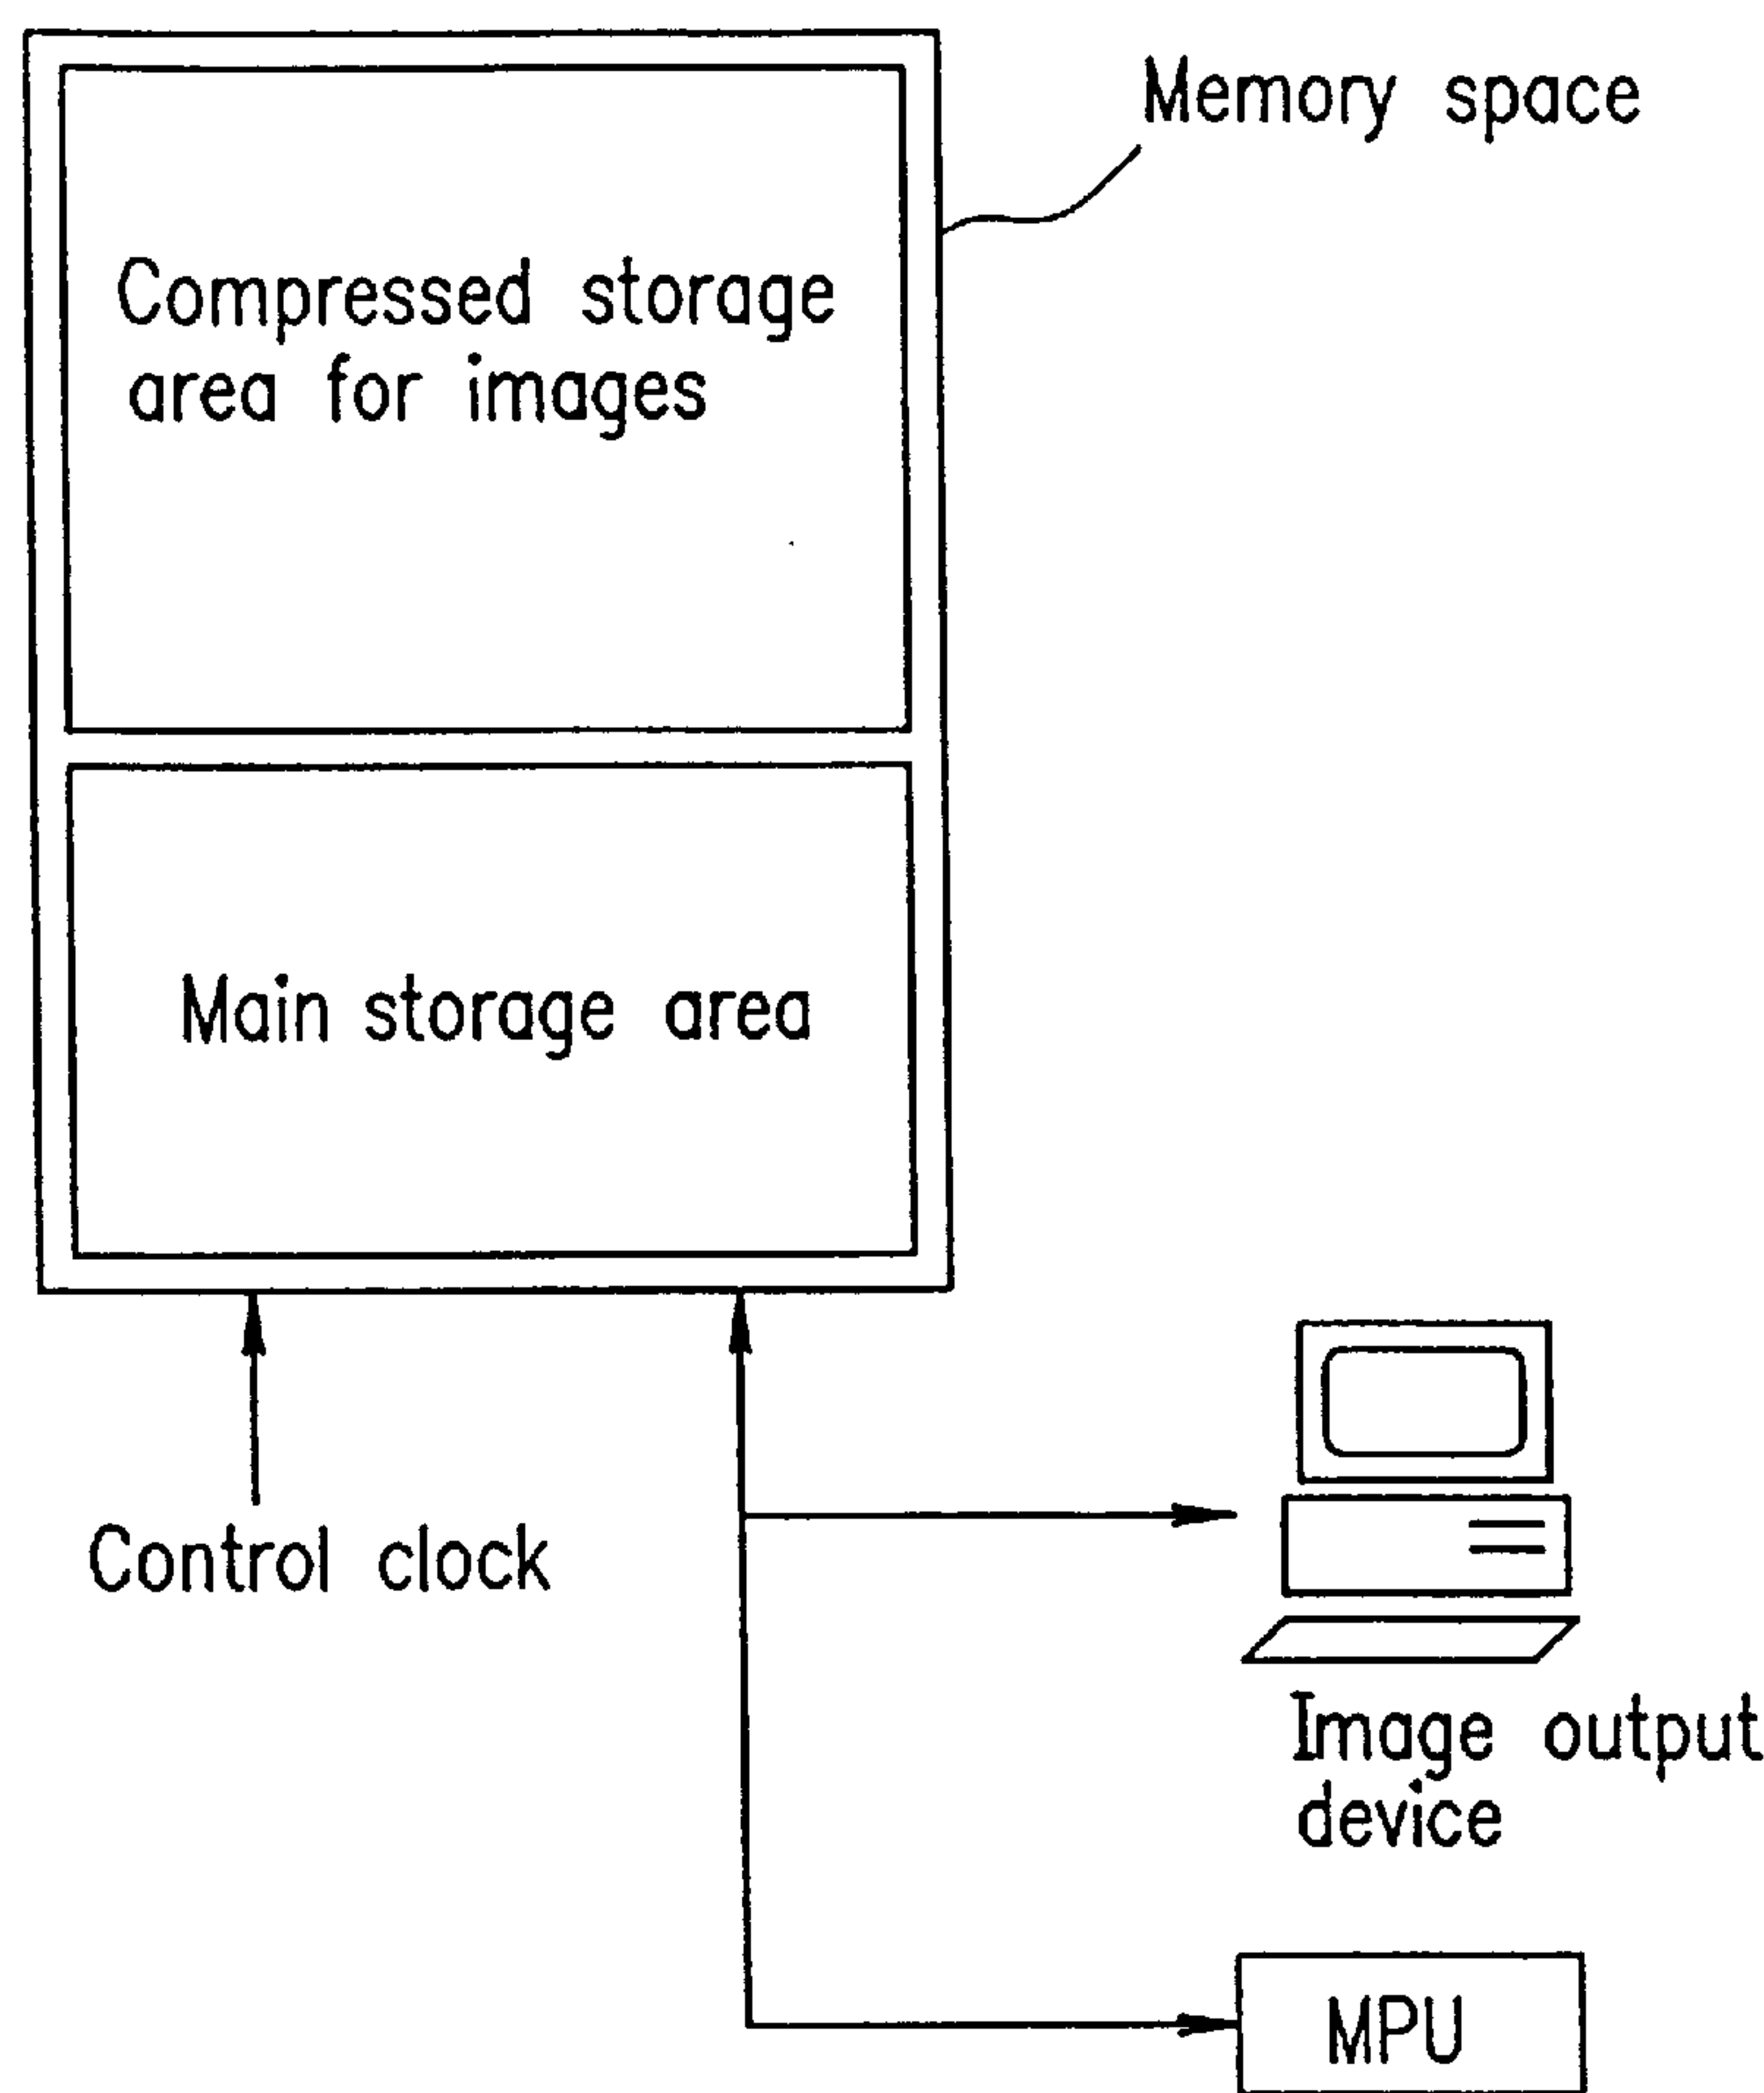 Memory space
Compressed storage
area for images
Main storage area
Control clock
Image output
device
MPU